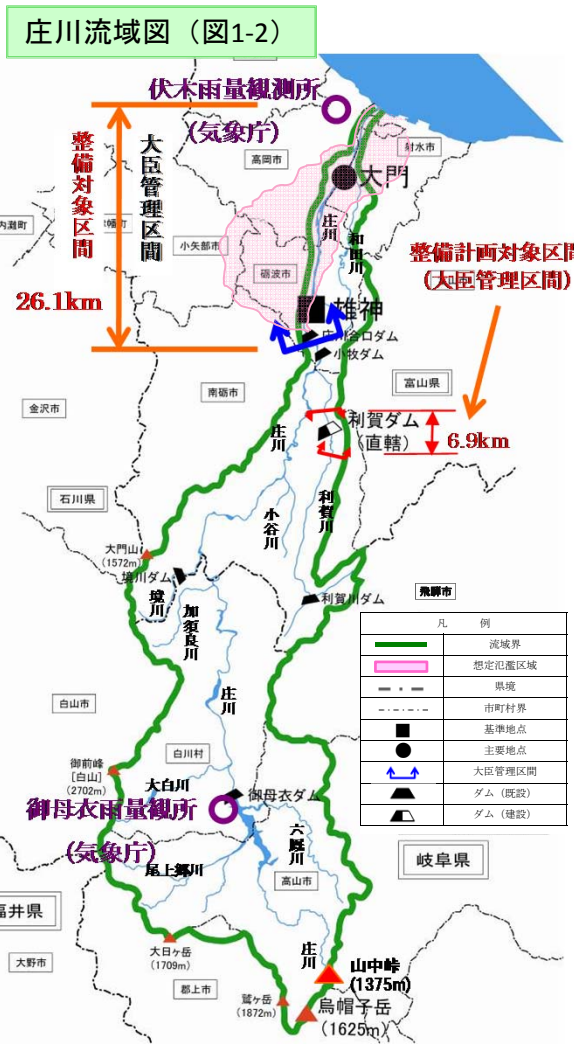 庄川流域図（図1-2）
伏木雨量観測所
(気象庁)
高岡市
射水市
大門
整備対象区間
大臣管理区間
内灘町
小矢部市
庄川
和田川
砺波市
整備計画対象区間
(大臣管理区間)
26.1km
雄神
庄川合口ダム
小牧ダム
南砺市
富山県
金沢市
利賀ダム
(直轄)
6.9km
庄川
石川県
小谷川
利賀川
大門山
(1572m)
境川ダム
境川
加須良川
利賀川ダム
飛騨市
凡 例
流域界
想定氾濫区域
県境
市町村界
基準地点
主要地点
大臣管理区間
ダム（既設）
ダム（建設）
白山市
庄川
白川村
御前峰
[白山]
(2702m)
大白川
御母衣ダム
御母衣雨量観所
(気象庁)
六厩川
尾上郷川
岐阜県
高山市
福井県
大日ヶ岳
(1709m)
大野市
庄川
山中峠
(1375m)
郡上市
鷲ヶ岳
(1872m)
烏帽子岳
(1625m)